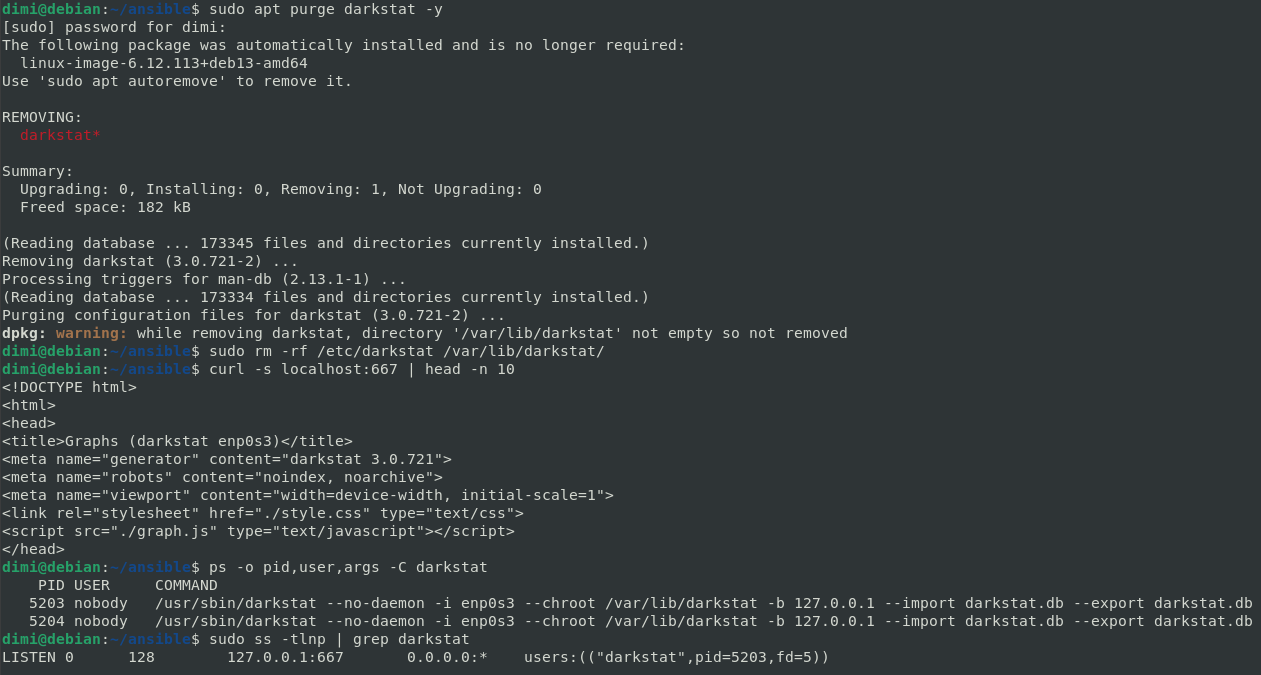 dimi@debian:~/ansible$ sudo apt purge darkstat -y
[sudo] password for dimi:
The following package was automatically installed and is no longer required:
  linux-image-6.12.113+deb13-amd64
Use 'sudo apt autoremove' to remove it.

REMOVING:
  darkstat*

Summary:
  Upgrading: 0, Installing: 0, Removing: 1, Not Upgrading: 0
  Freed space: 182 kB

(Reading database ... 173345 files and directories currently installed.)
Removing darkstat (3.0.721-2) ...
Processing triggers for man-db (2.13.1-1) ...
(Reading database ... 173334 files and directories currently installed.)
Purging configuration files for darkstat (3.0.721-2) ...
dpkg: warning: while removing darkstat, directory '/var/lib/darkstat' not empty so not removed
dimi@debian:~/ansible$ sudo rm -rf /etc/darkstat /var/lib/darkstat/
dimi@debian:~/ansible$ curl -s localhost:667 | head -n 10
<!DOCTYPE html>
<html>
<head>
<title>Graphs (darkstat enp0s3)</title>
<meta name="generator" content="darkstat 3.0.721">
<meta name="robots" content="noindex, noarchive">
<meta name="viewport" content="width=device-width, initial-scale=1">
<link rel="stylesheet" href="./style.css" type="text/css">
<script src="./graph.js" type="text/javascript"></script>
</head>
dimi@debian:~/ansible$ ps -o pid,user,args -C darkstat
    PID USER     COMMAND
   5203 nobody   /usr/sbin/darkstat --no-daemon -i enp0s3 --chroot /var/lib/darkstat -b 127.0.0.1 --import darkstat.db --export darkstat.db
   5204 nobody   /usr/sbin/darkstat --no-daemon -i enp0s3 --chroot /var/lib/darkstat -b 127.0.0.1 --import darkstat.db --export darkstat.db
dimi@debian:~/ansible$ sudo ss -tlnp | grep darkstat
LISTEN 0      128        127.0.0.1:667       0.0.0.0:*    users:(("darkstat",pid=5203,fd=5))